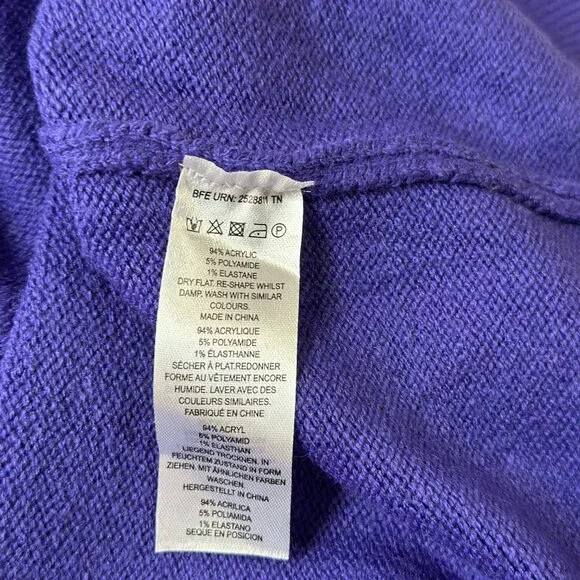 BFE URN: 252881 TN
P
94% ACRYLIC
5% POLYAMIDE
1% ELASTANE
DRY FLAT. RE-SHAPE WHILST
DAMP, WASH WITH SIMILAR
COLOURS.
MADE IN CHINA
94% ACRYLIQUE
5% POLYAMIDE
1% ÉLASTHANNE
SÉCHER À PLAT.REDONNER
FORME AU VÊTEMENT ENCORE
HUMIDE. LAVER AVEC DES
COULEURS SIMILAIRES.
FABRIQUÉ EN CHINE
94% ACRYL
5% POLYAMID
1% ELASTHAN
LIEGEND TROCKNEN. IN
FEUCHTEM ZUSTAND IN FORM
ZIEHEN. MIT ÄHNLICHEN FARBEN
WASCHEN.
HERGESTELLT IN CHINA
94% ACRILICA
5% POLIAMIDA
1% ELASTANO
SEQUE EN POSICION